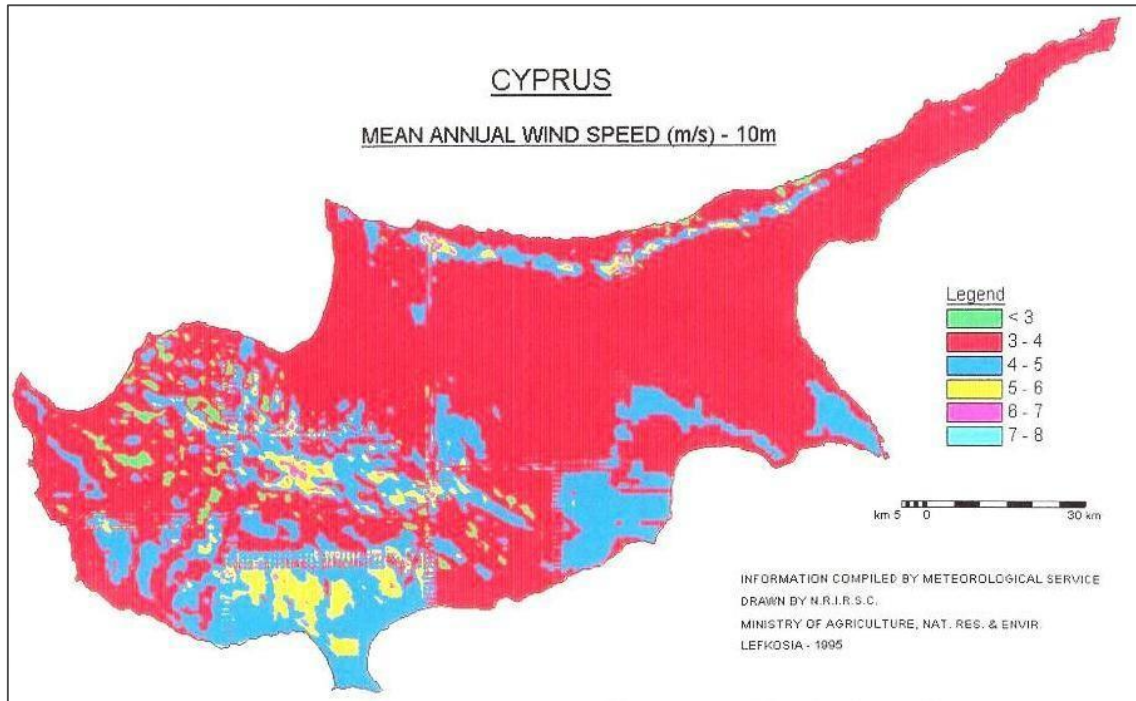 CYPRUS
MEAN ANNUAL WIND SPEED (m/s) - 10m
Legend
< 3
3 - 4
4 - 5
5 - 6
6 - 7
7 - 8
km 5 0 30 km
INFORMATION COMPILED BY METEOROLOGICAL SERVICE
DRAWN BY N.R.I.R.S.C.
MINISTRY OF AGRICULTURE, NAT. RES. & ENVIR.
LEFKOSIA - 1995